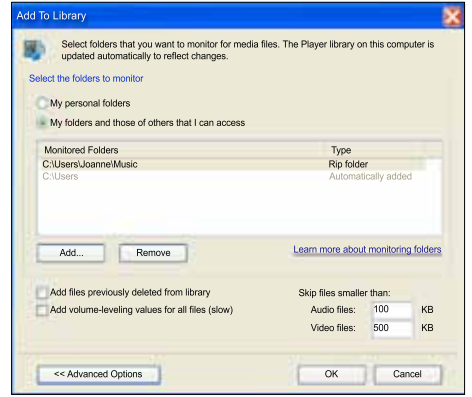 Add To Library
Select folders that you want to monitor for media files. The Player library on this computer is
updated automatically to reflect changes.
Select the folders to monitor
My personal folders
My folders and those of others that I can access
Monitored Folders Type
C:\Users\Joanne\Music Rip folder
C:\Users Automatically added
Add... Remove Learn more about monitoring folders
Add files previously deleted from library Skip files smaller than:
Add volume-leveling values for all files (slow) Audio files: 100 KB
Video files: 500 KB
<< Advanced Options OK Cancel